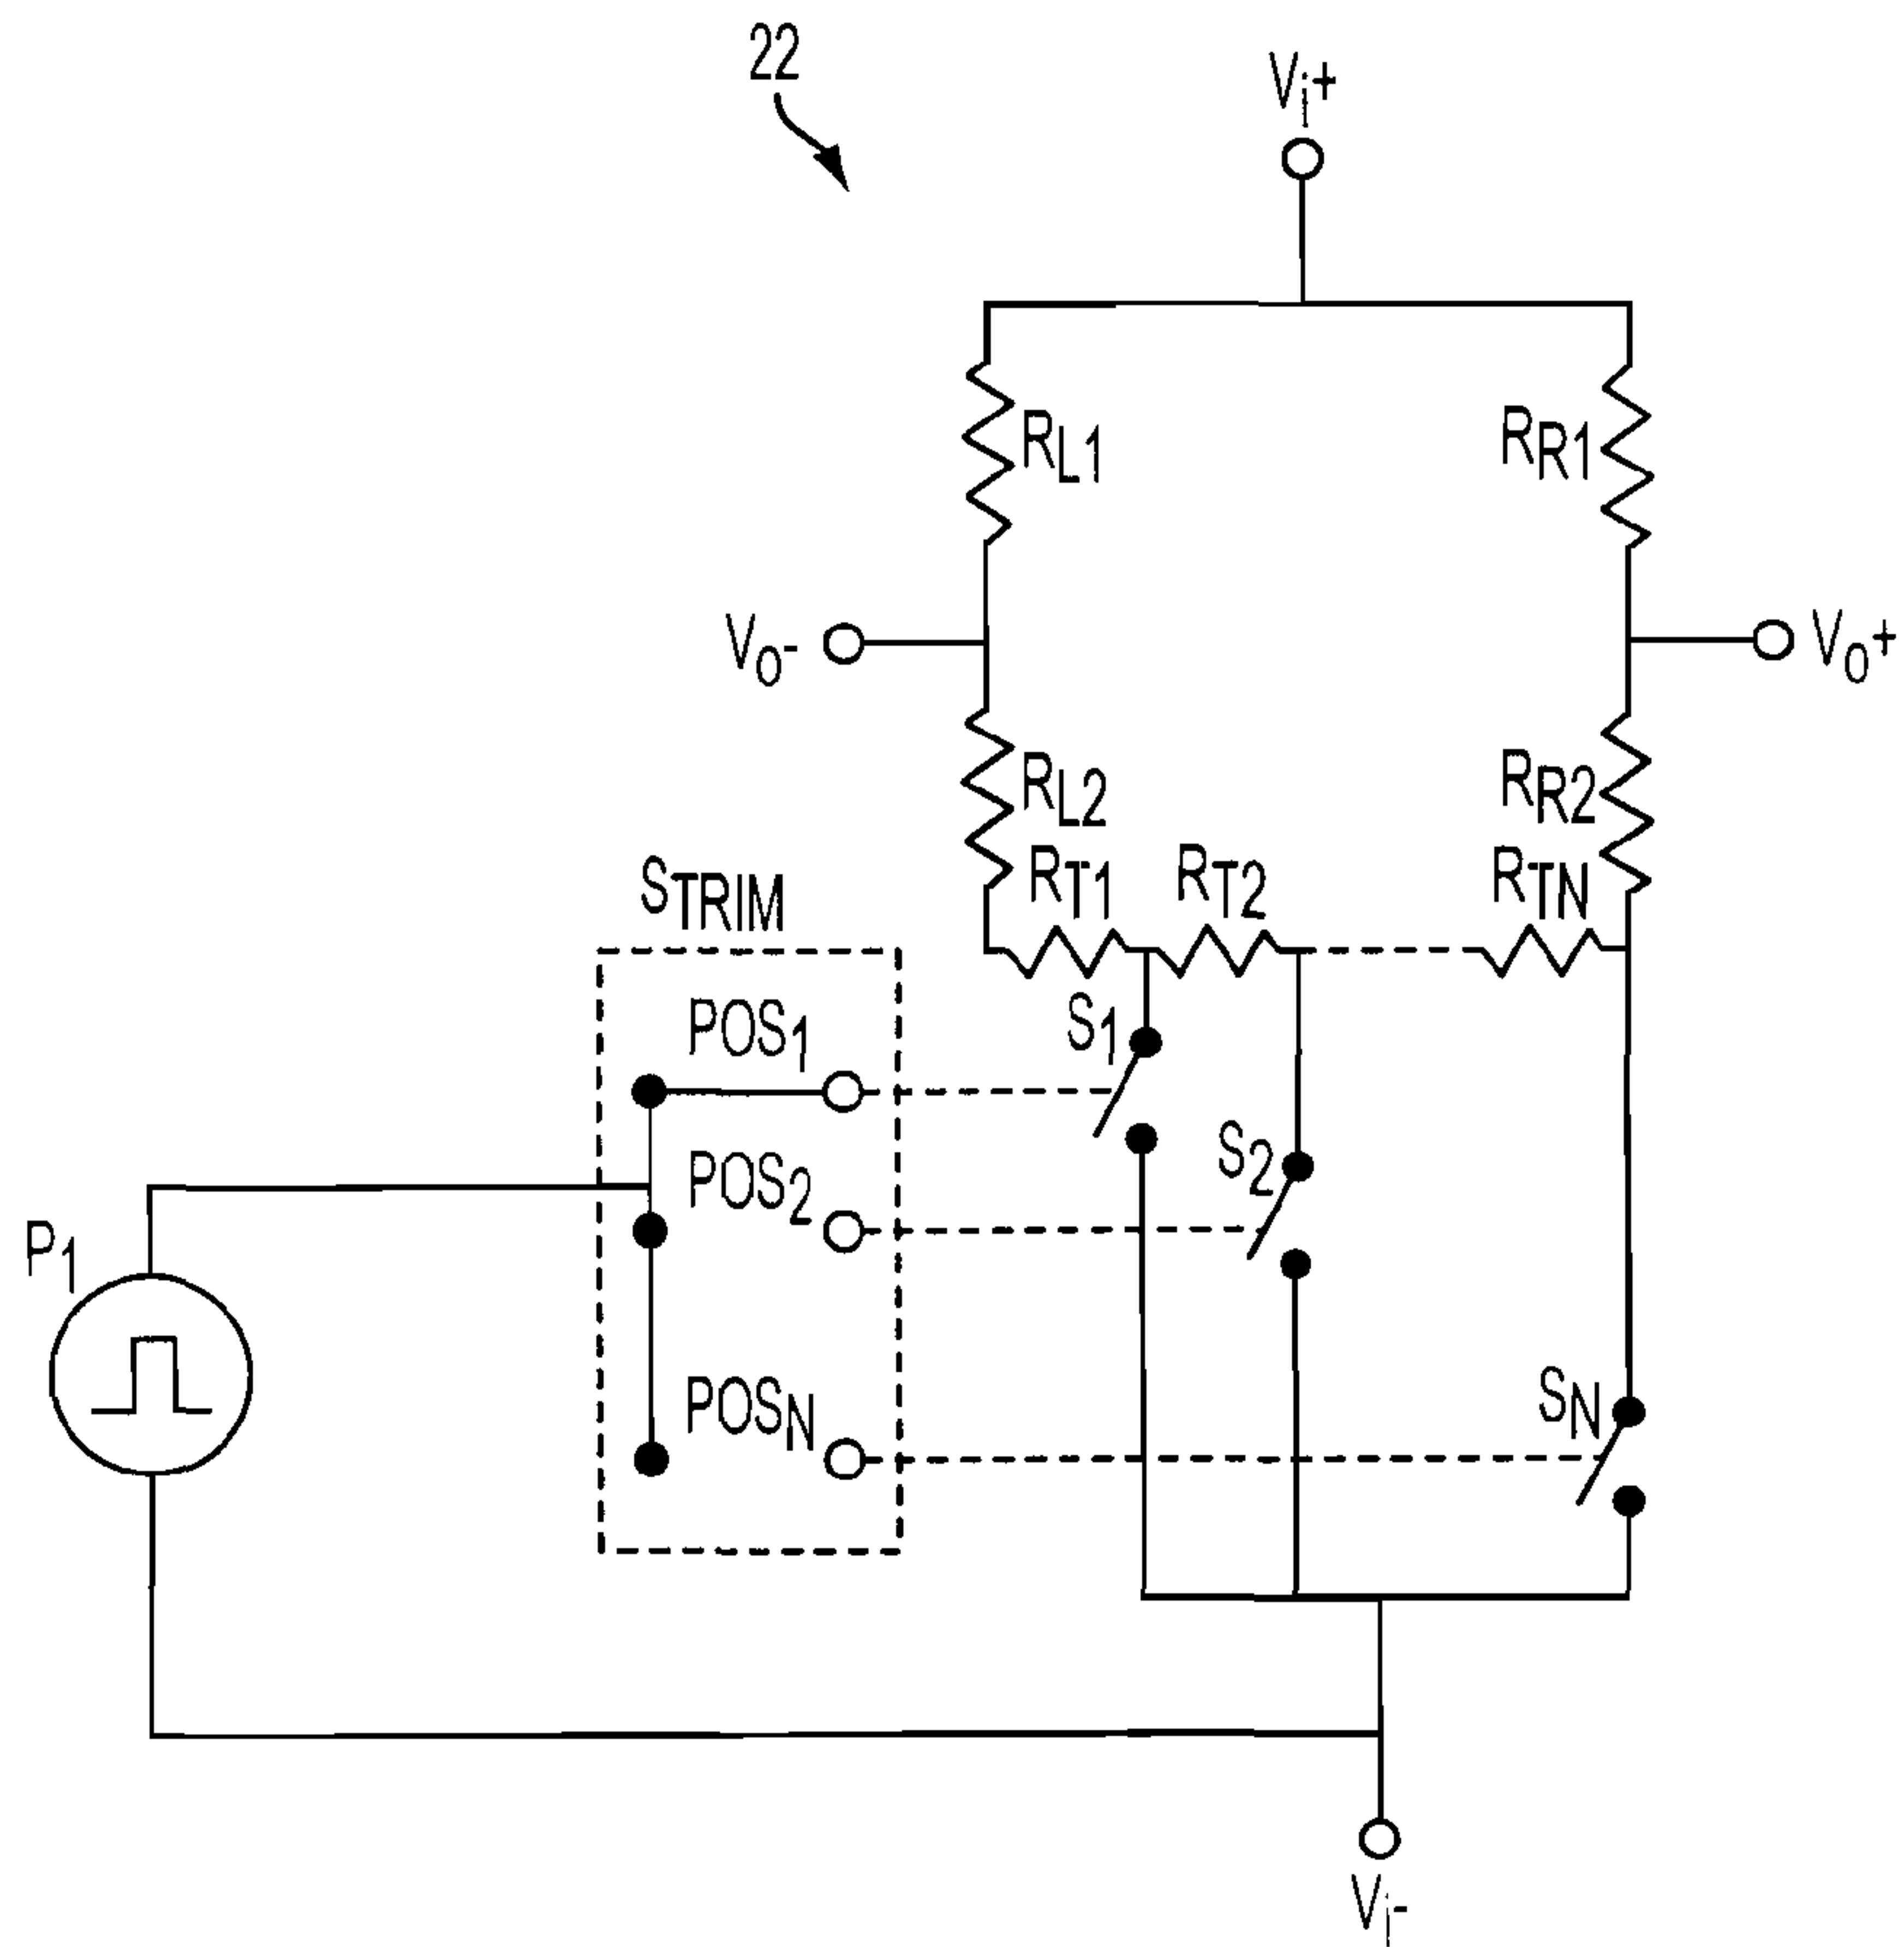 22
Vi+
RL1
RR1
Vo-
Vo+
RL2
RR2
RT1
RT2
RTN
STRIM
POS1
S1
POS2
S2
P1
POSN
SN
Vi-